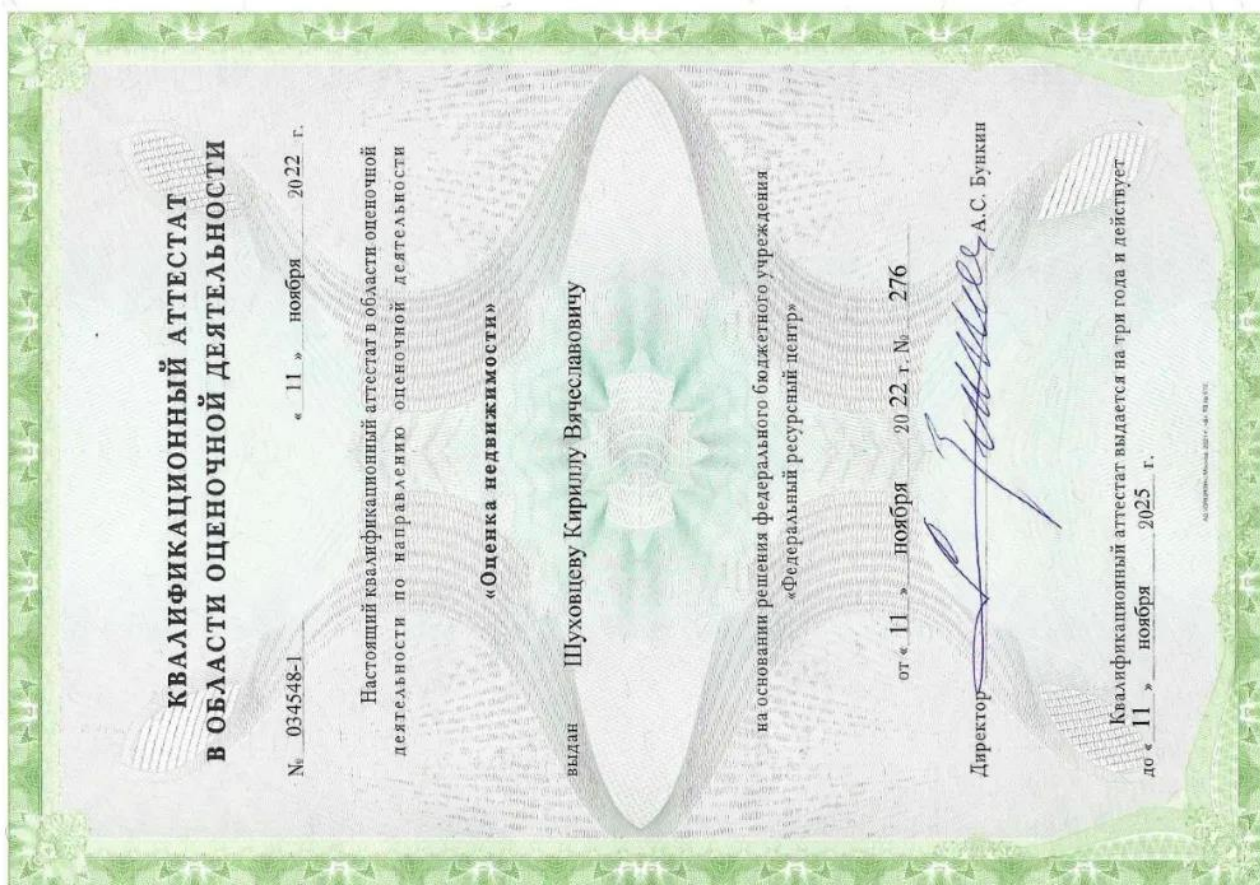 КВАЛИФИКАЦИОННЫЙ АТТЕСТАТ
В ОБЛАСТИ ОЦЕНОЧНОЙ ДЕЯТЕЛЬНОСТИ
№ 034548-1 « 11 » ноября 2022 г.
Настоящий квалификационный аттестат в области оценочной
деятельности по направлению оценочной деятельности
«Оценка недвижимости»
выдан Шуховцеву Кириллу Вячеславовичу
на основании решения федерального бюджетного учреждения
«Федеральный ресурсный центр»
от « 11 » ноября 20 22 г. № 276
Директор А.С. Бункин
Квалификационный аттестат выдается на три года и действует
до « 11 » ноября 2025 г.